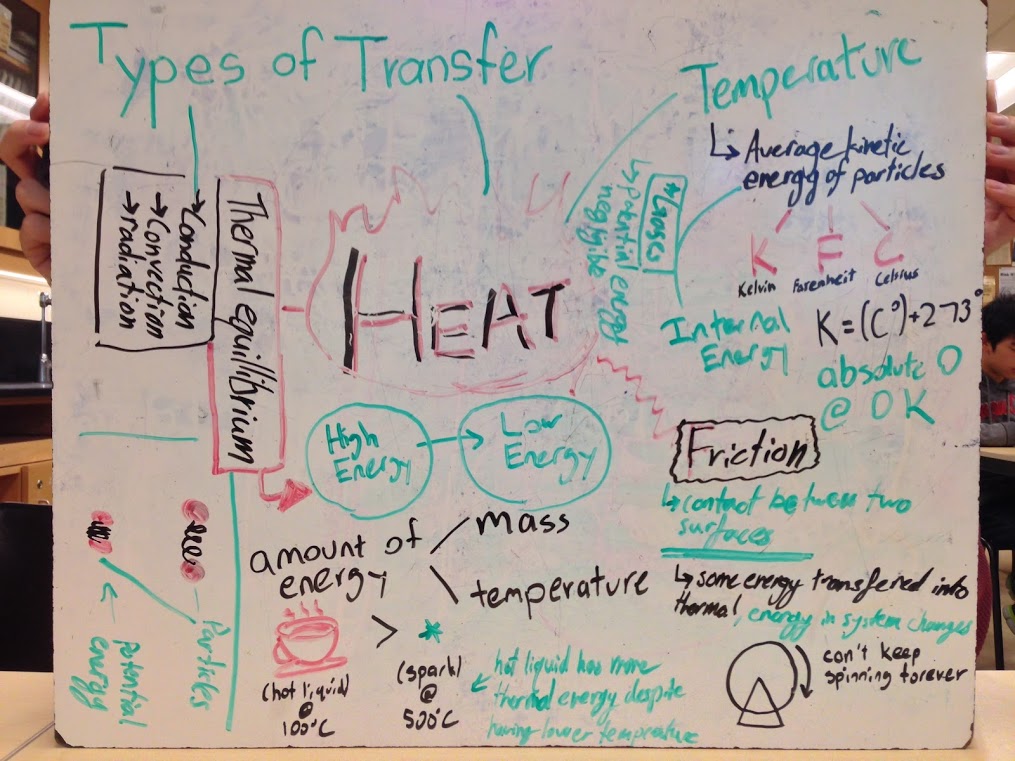 Types of Transfer
Temperature
↳ Average kinetic
energy of particles
K F C
Kelvin Farenheit Celsius
K = (C°) + 273°
absolute 0
@ 0 K
Internal
Energy
Gases
↳ potential energy
negligible
→ Conduction
→ Convection
→ radiation
Thermal equilibrium
HEAT
High
Energy
→
Low
Energy
Friction
↳ contact between two
surfaces
↳ some energy transfered into
thermal, energy in system changes
can't keep
spinning forever
amount of
energy
mass
temperature
>
*
(hot liquid)
@
100°C
(spark)
@
500°C
hot liquid has more
thermal energy despite
having lower temperature
Particles
potential
energy